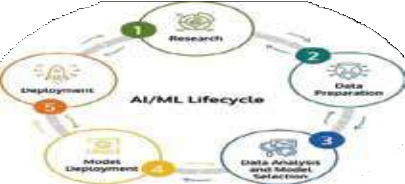 1
Research
2
Data
Preparation
3
Data Analysis
and Model
Selection
4
Model
Deployment
5
Deployment
AI/ML Lifecycle